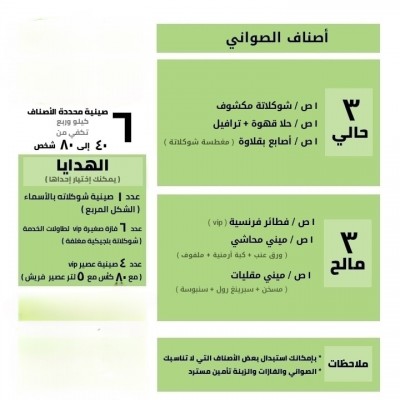 أصناف الصواني
٣
حالي
١ ص / شوكلاتة مكشوف
١ ص / حلا قهوة + ترافيل
١ ص / أصابع بقلاوة ( مغطسة شوكلاتة )
٣
مالح
١ ص / فطائر فرنسية ( vip )
١ ص / ميني محاشي
( ورق عنب + كبة أرمنية + ملفوف )
١ ص / ميني مقليات
( مسخن + سبرينغ رول + سنبوسة )
ملاحظات
* بإمكانك استبدال بعض الأصناف التي لا تناسبك
* الصواني والفازات والزينة تأمين مسترد
٦
صينية محددة الأصناف
كيلو وربع
تكفي من
٤٠ إلى ٨٠ شخص
الهدايا
( يمكنك إختيار إحداها )
عدد ١ صينية شوكلاته بالأسماء
( الشكل المربع )
عدد ٦ فازة صغيرة vip لطاولات الخدمة
( شوكلاتة بلجيكية مغلفة )
عدد ٤ صينية عصير vip
( مع ٨٠ كأس مع ٥ لتر عصير فريش )